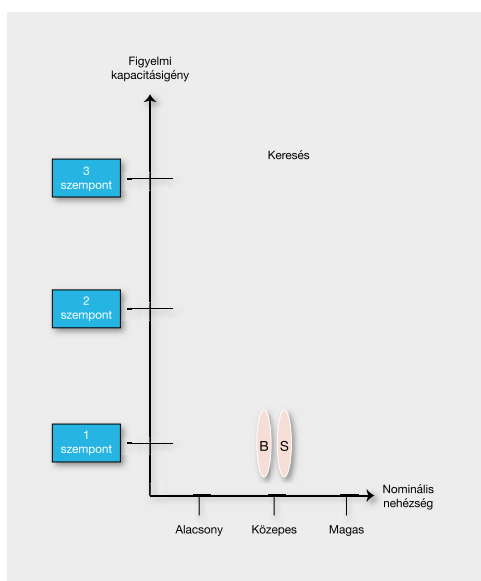 Figyelmi
kapacitásigény
Keresés
3
szempont
2
szempont
1
szempont
B
S
Nominális
nehézség
Alacsony
Közepes
Magas